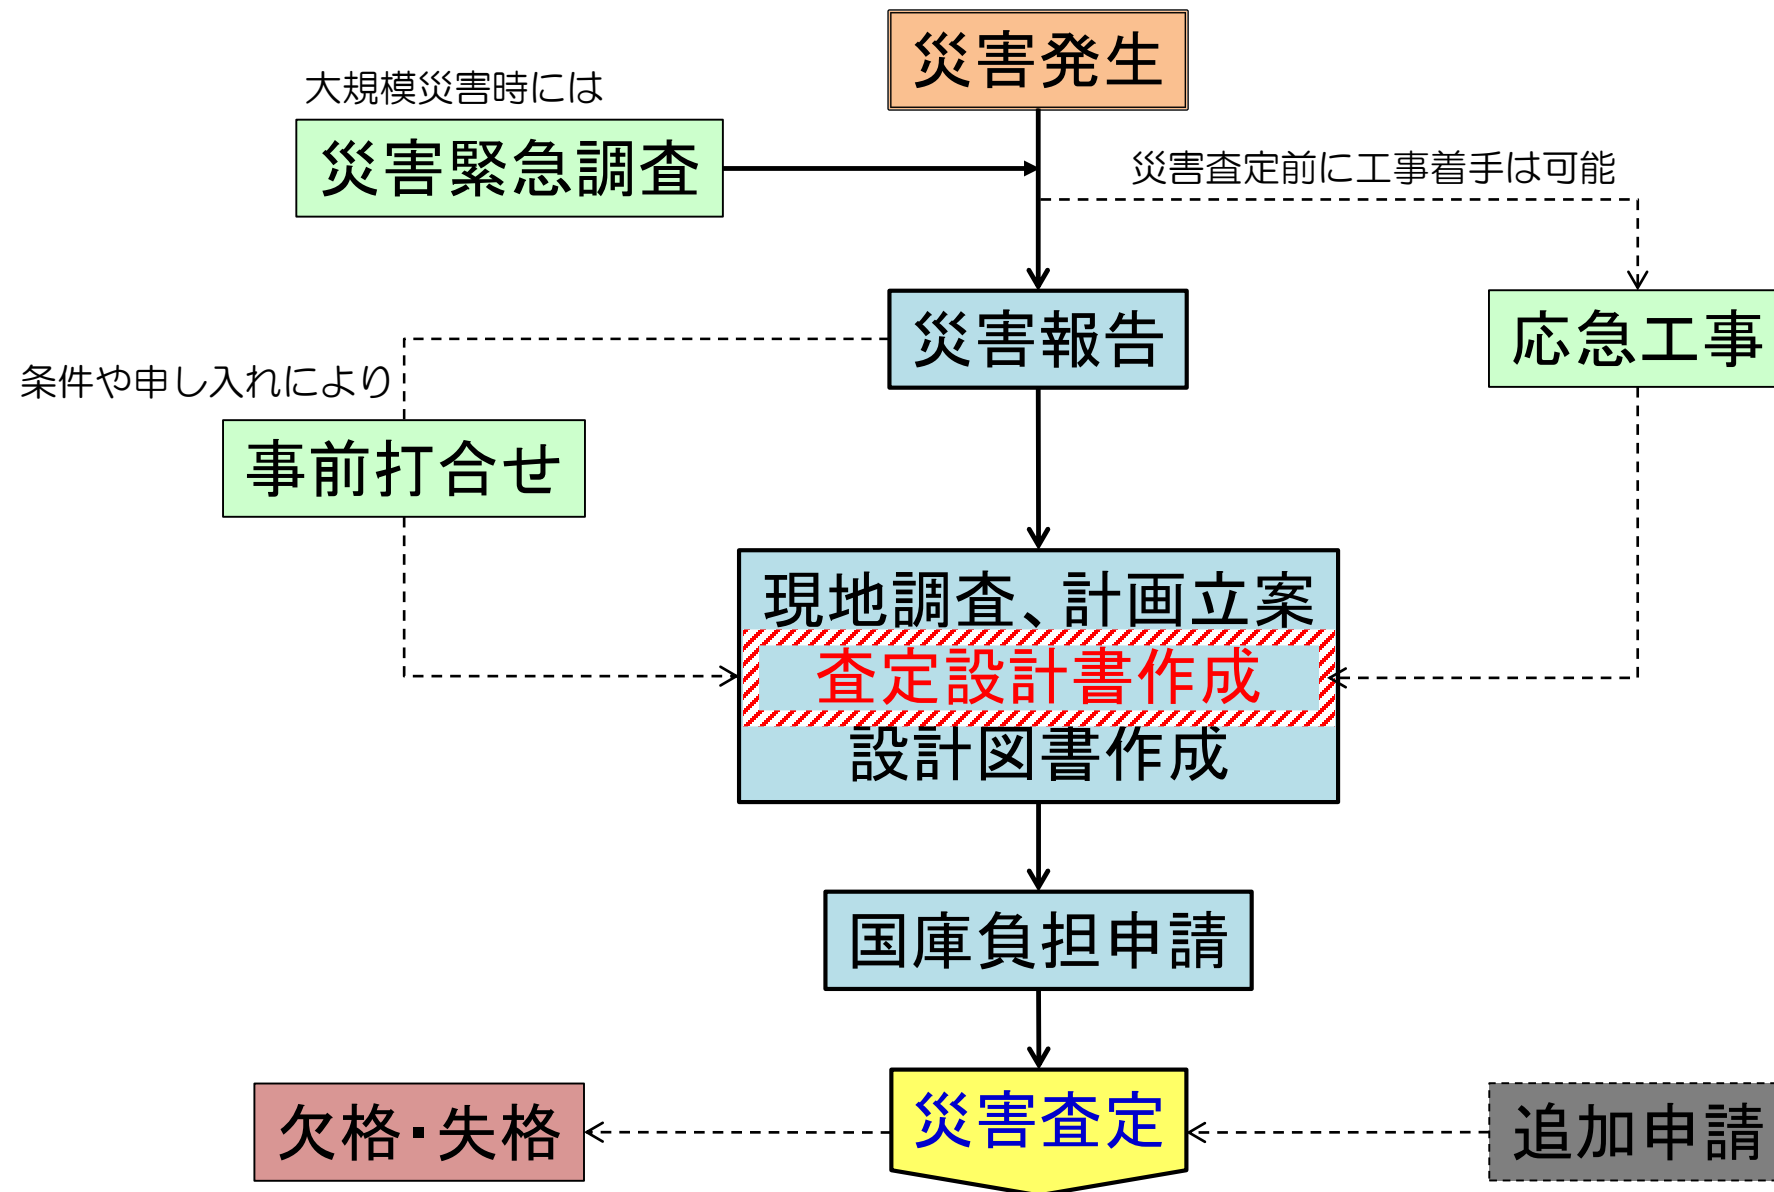 災害発生
大規模災害時には
災害緊急調査
災害査定前に工事着手は可能
災害報告
応急工事
条件や申し入れにより
事前打合せ
現地調査、計画立案
査定設計書作成
設計図書作成
国庫負担申請
欠格・失格
災害査定
追加申請